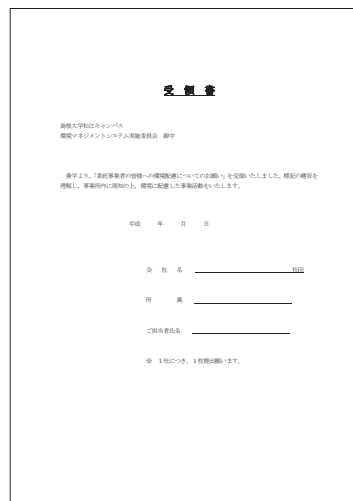 受 領 書
島根大学松江キャンパス
環境マネジメントシステム実施委員会 御中
貴学より、「委託事業者の皆様への環境配慮についてのお願い」を受領いたしました。標記の趣旨を
理解し、事業所内に周知の上、環境に配慮した事業活動をいたします。
平成 年 月 日
会 社 名 社印
所 属
ご担当者氏名
※ 1社につき、1枚提出願います。